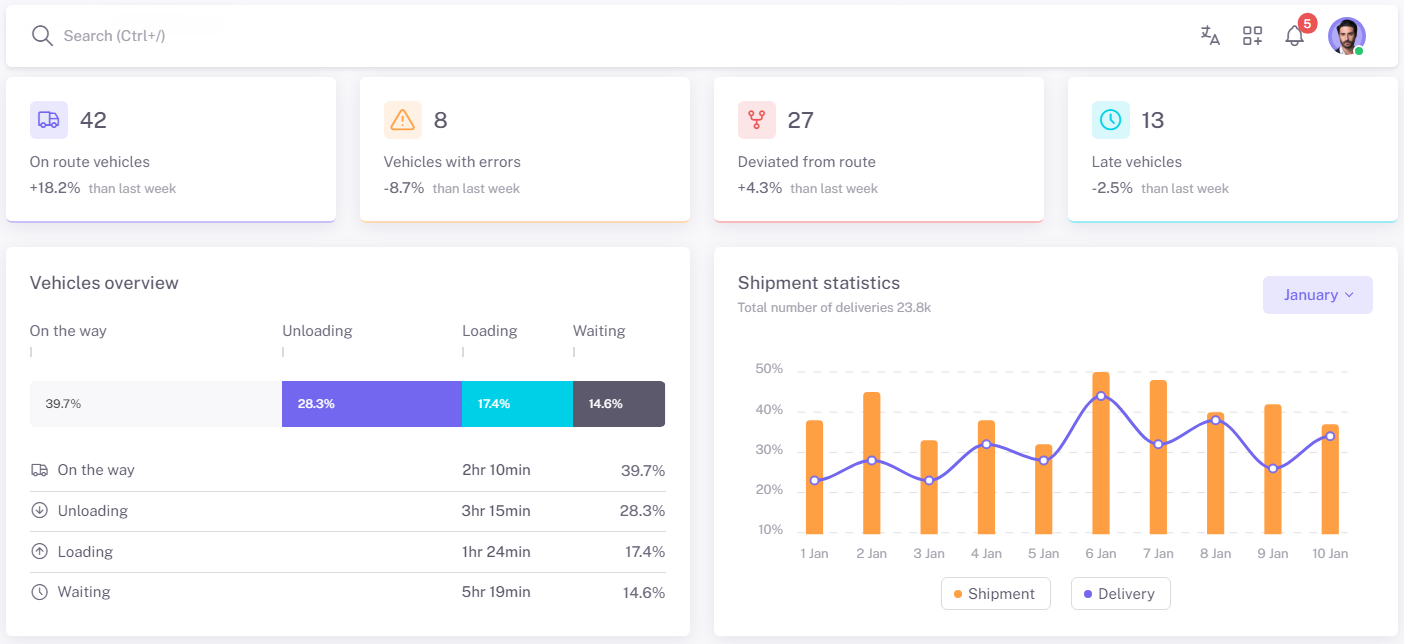 Search (Ctrl+/)
5
42
On route vehicles
+18.2% than last week
8
Vehicles with errors
-8.7% than last week
27
Deviated from route
+4.3% than last week
13
Late vehicles
-2.5% than last week
Vehicles overview
On the way Unloading Loading Waiting
39.7% 28.3% 17.4% 14.6%
On the way 2hr 10min 39.7%
Unloading 3hr 15min 28.3%
Loading 1hr 24min 17.4%
Waiting 5hr 19min 14.6%
Shipment statistics
Total number of deliveries 23.8k
January
50%
40%
30%
20%
10%
1 Jan 2 Jan 3 Jan 4 Jan 5 Jan 6 Jan 7 Jan 8 Jan 9 Jan 10 Jan
Shipment Delivery